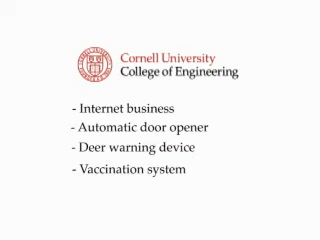 Cornell University
College of Engineering
- Internet business
- Automatic door opener
- Deer warning device
- Vaccination system